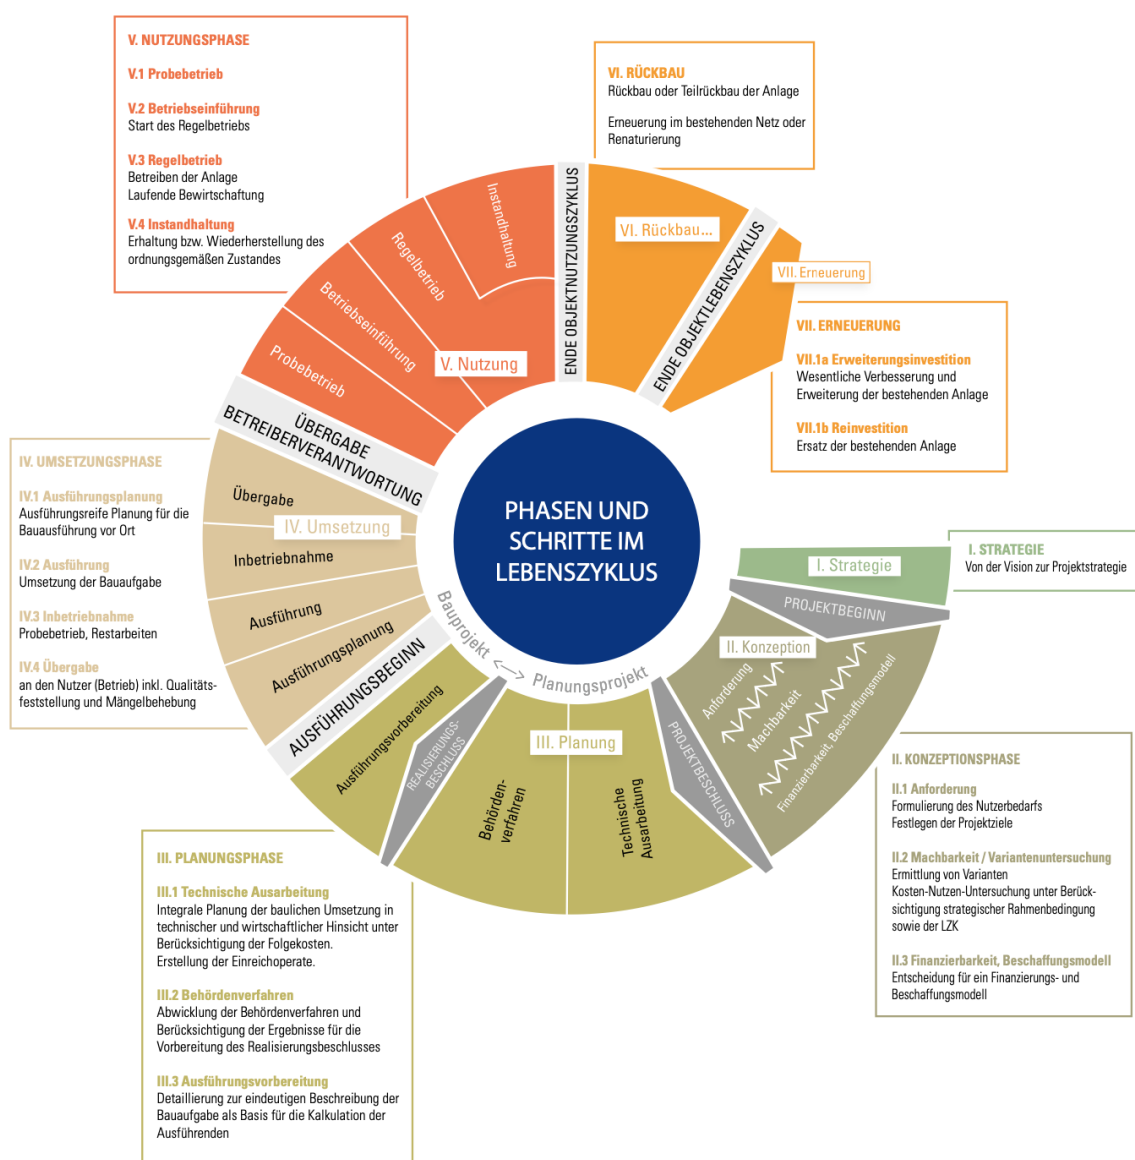 V. NUTZUNGSPHASE
V.1 Probebetrieb
V.2 Betriebseinführung
Start des Regelbetriebs
V.3 Regelbetrieb
Betreiben der Anlage
Laufende Bewirtschaftung
V.4 Instandhaltung
Erhaltung bzw. Wiederherstellung des
ordnungsgemäßen Zustandes
VI. RÜCKBAU
Rückbau oder Teilrückbau der Anlage
Erneuerung im bestehenden Netz oder
Renaturierung
Instandhaltung
Regelbetrieb
Betriebseinführung
Probebetrieb
V. Nutzung
ENDE OBJEKTNUTZUNGSZYKLUS
VI. Rückbau...
ENDE OBJEKTLEBENSZYKLUS
VII. Erneuerung
VII. ERNEUERUNG
VII.1a Erweiterungsinvestition
Wesentliche Verbesserung und
Erweiterung der bestehenden Anlage
VII.1b Reinvestition
Ersatz der bestehenden Anlage
ÜBERGABE
BETREIBERVERANTWORTUNG
IV. UMSETZUNGSPHASE
IV.1 Ausführungsplanung
Ausführungsreife Planung für die
Bauausführung vor Ort
IV.2 Ausführung
Umsetzung der Bauaufgabe
IV.3 Inbetriebnahme
Probebetrieb, Restarbeiten
IV.4 Übergabe
an den Nutzer (Betrieb) inkl. Qualitäts-
feststellung und Mängelbehebung
Übergabe
IV. Umsetzung
Inbetriebnahme
Ausführung
Ausführungsplanung
PHASEN UND
SCHRITTE IM
LEBENSZYKLUS
I. Strategie
I. STRATEGIE
Von der Vision zur Projektstrategie
PROJEKTBEGINN
II. Konzeption
Anforderung
Machbarkeit
Finanzierbarkeit, Beschaffungsmodell
Bauprojekt <--> Planungsprojekt
AUSFÜHRUNGSBEGINN
Ausführungsvorbereitung
REALISIERUNGS-
BESCHLUSS
III. Planung
Behörden-
verfahren
Technische
Ausarbeitung
PROJEKTBESCHLUSS
II. KONZEPTIONSPHASE
II.1 Anforderung
Formulierung des Nutzerbedarfs
Festlegen der Projektziele
II.2 Machbarkeit / Variantenuntersuchung
Ermittlung von Varianten
Kosten-Nutzen-Untersuchung unter Berück-
sichtigung strategischer Rahmenbedingung
sowie der LZK
II.3 Finanzierbarkeit, Beschaffungsmodell
Entscheidung für ein Finanzierungs- und
Beschaffungsmodell
III. PLANUNGSPHASE
III.1 Technische Ausarbeitung
Integrale Planung der baulichen Umsetzung in
technischer und wirtschaftlicher Hinsicht unter
Berücksichtigung der Folgekosten.
Erstellung der Einreichoperate.
III.2 Behördenverfahren
Abwicklung der Behördenverfahren und
Berücksichtigung der Ergebnisse für die
Vorbereitung des Realisierungsbeschlusses
III.3 Ausführungsvorbereitung
Detaillierung zur eindeutigen Beschreibung der
Bauaufgabe als Basis für die Kalkulation der
Ausführenden